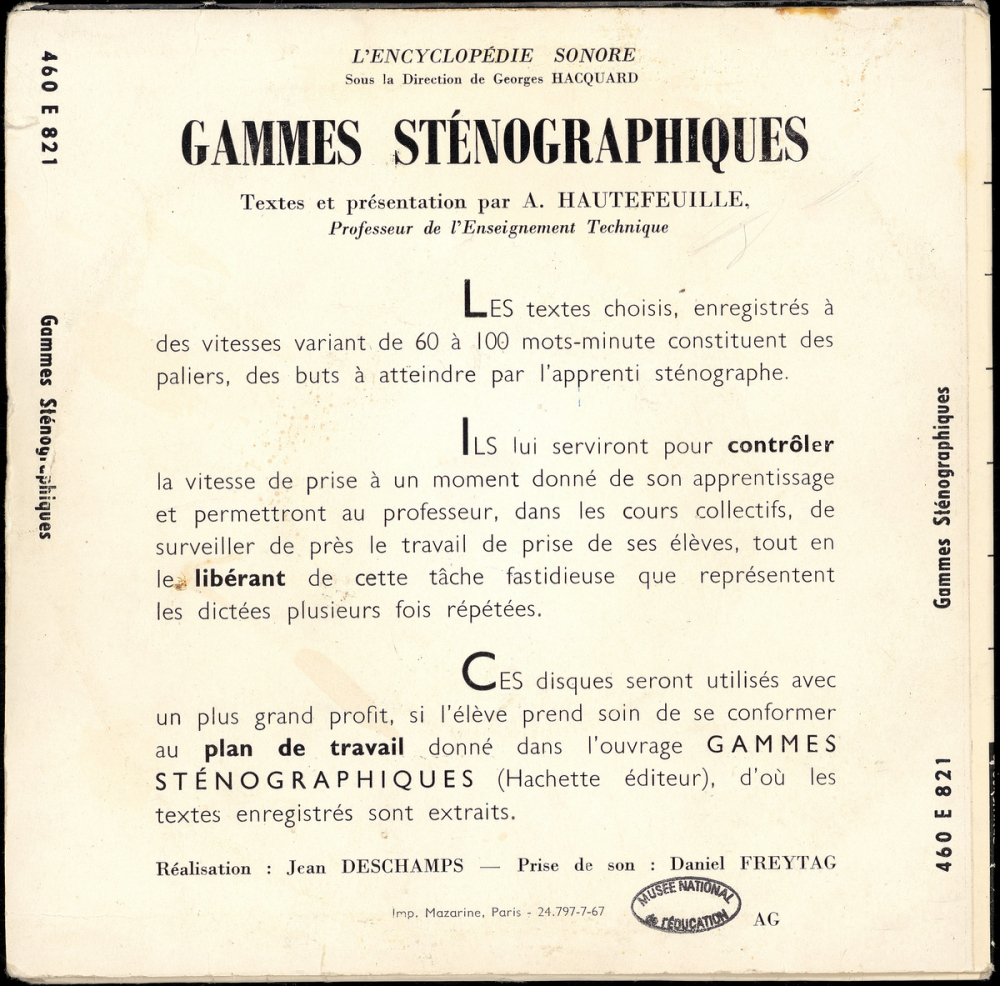 L'ENCYCLOPÉDIE SONORE
Sous la Direction de Georges HACQUARD
GAMMES STÉNOGRAPHIQUES
Textes et présentation par A. HAUTEFEUILLE,
Professeur de l'Enseignement Technique
LES textes choisis, enregistrés à
des vitesses variant de 60 à 100 mots-minute constituent des
paliers, des buts à atteindre par l'apprenti sténographe.
ILS lui serviront pour contrôler
la vitesse de prise à un moment donné de son apprentissage
et permettront au professeur, dans les cours collectifs, de
surveiller de près le travail de prise de ses élèves, tout en
le libérant de cette tâche fastidieuse que représentent
les dictées plusieurs fois répétées.
CES disques seront utilisés avec
un plus grand profit, si l'élève prend soin de se conformer
au plan de travail donné dans l'ouvrage GAMMES
STÉNOGRAPHIQUES (Hachette éditeur), d'où les
textes enregistrés sont extraits.
Réalisation : Jean DESCHAMPS — Prise de son : Daniel FREYTAG
Imp. Mazarine, Paris - 24.797-7-67
MUSÉE NATIONAL
de l'ÉDUCATION
AG
460 E 821
Gammes Sténographiques
Gammes Sténographiques
460 E 821